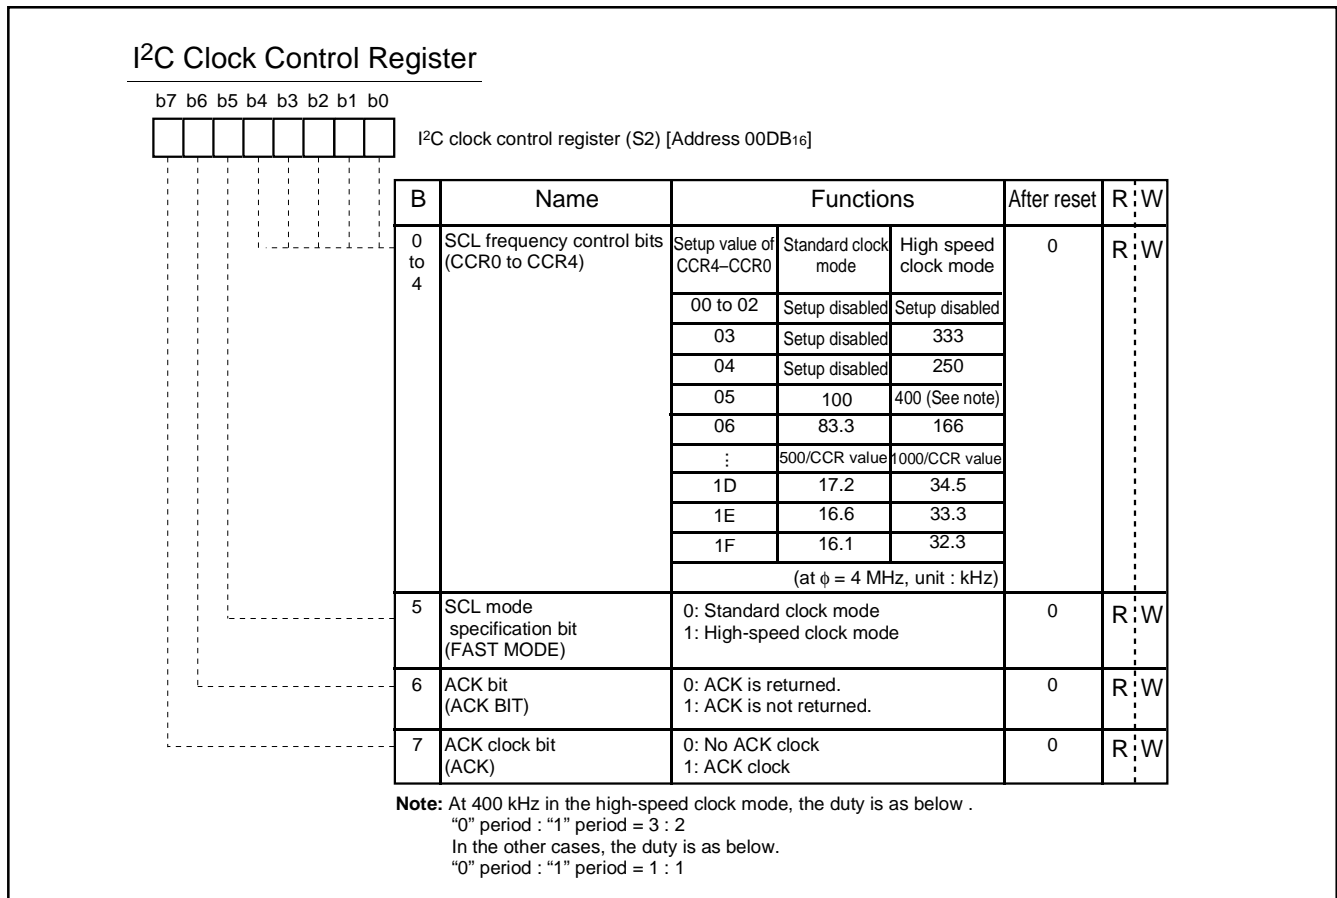 I2C Clock Control Register
b7 b6 b5 b4 b3 b2 b1 b0
I2C clock control register (S2) [Address 00DB16]
B Name Functions After reset R W
0 to 4 SCL frequency control bits (CCR0 to CCR4) 0 R W
Setup value of CCR4–CCR0 Standard clock mode High speed clock mode
00 to 02 Setup disabled Setup disabled
03 Setup disabled 333
04 Setup disabled 250
05 100 400 (See note)
06 83.3 166
⋮ 500/CCR value 1000/CCR value
1D 17.2 34.5
1E 16.6 33.3
1F 16.1 32.3
(at ϕ = 4 MHz, unit : kHz)
5 SCL mode 0: Standard clock mode 0 R W
specification bit 1: High-speed clock mode
(FAST MODE)
6 ACK bit 0: ACK is returned. 0 R W
(ACK BIT) 1: ACK is not returned.
7 ACK clock bit 0: No ACK clock 0 R W
(ACK) 1: ACK clock
Note: At 400 kHz in the high-speed clock mode, the duty is as below .
“0” period : “1” period = 3 : 2
In the other cases, the duty is as below.
“0” period : “1” period = 1 : 1